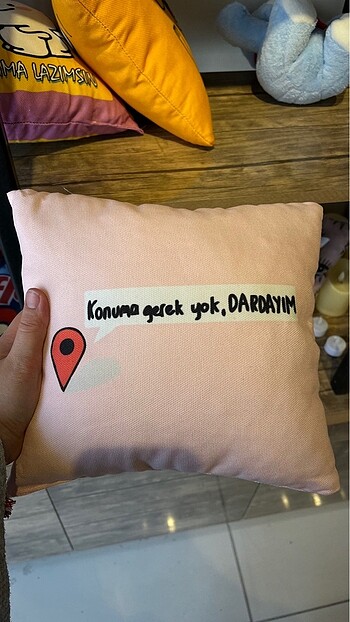 MA LAZIMSIN
Konuma gerek yok, DARDAYIM